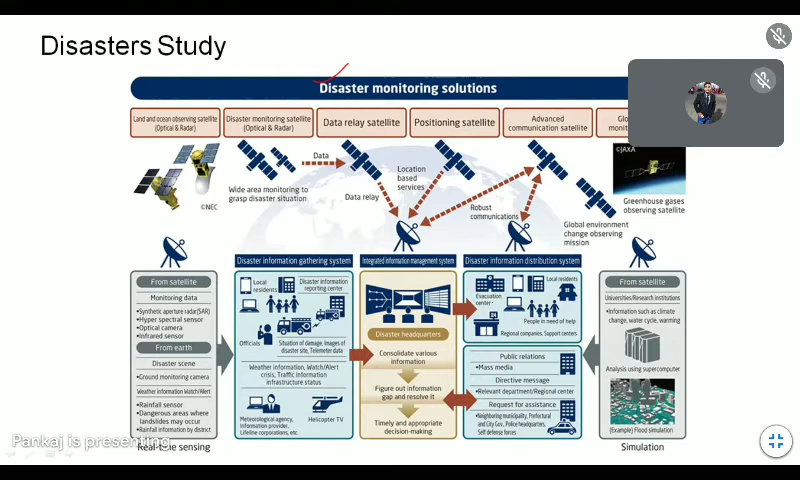 Disasters Study
Disaster monitoring solutions
Land and ocean observing satellite
(Optical & Radar)
Disaster monitoring satellite
(Optical & Radar)
Data relay satellite
Positioning satellite
Advanced
communication satellite
Glo
monit
©NEC
Data
Wide area monitoring to
grasp disaster situation
Data relay
Location
based
services
Robust
communications
©JAXA
Greenhouse gases
observing satellite
Global environment
change observing
mission
From satellite
Monitoring data
•Synthetic aperture radar(SAR)
•Hyper spectral sensor
•Optical camera
•Infrared sensor
From earth
Disaster scene
•Ground monitoring camera
Weather information Watch/Alert
•Rainfall sensor
•Dangerous areas where
landslides may occur
•Rainfall information by district
Real-time sensing
Disaster information gathering system
Local
residents
Disaster information
reporting center
Officials
Situation of damage, Images of
disaster site, Telemeter data
Weather information, Watch/Alert
crisis, Traffic information
infrastructure status
Meteorological agency,
Information provider,
Lifeline corporations, etc.
Helicopter TV
Integrated information management system
Disaster headquarters
Consolidate various
information
Figure out information
gap and resolve it
Timely and appropriate
decision-making
Disaster information distribution system
Local residents
Evacuation
center
People in need of help
Regional companies, Support centers
Public relations
•Mass media
Directive message
•Relevant department/Regional center
Request for assistance
•Neighboring municipality, Prefectural
and City Gov., Police headquarters,
Self defense forces
From satellite
Universities/Research institutions
•Information such as climate
change, water cycle, warming
Analysis using supercomputer
(Example) Flood simulation
Simulation
Pankaj is presenting